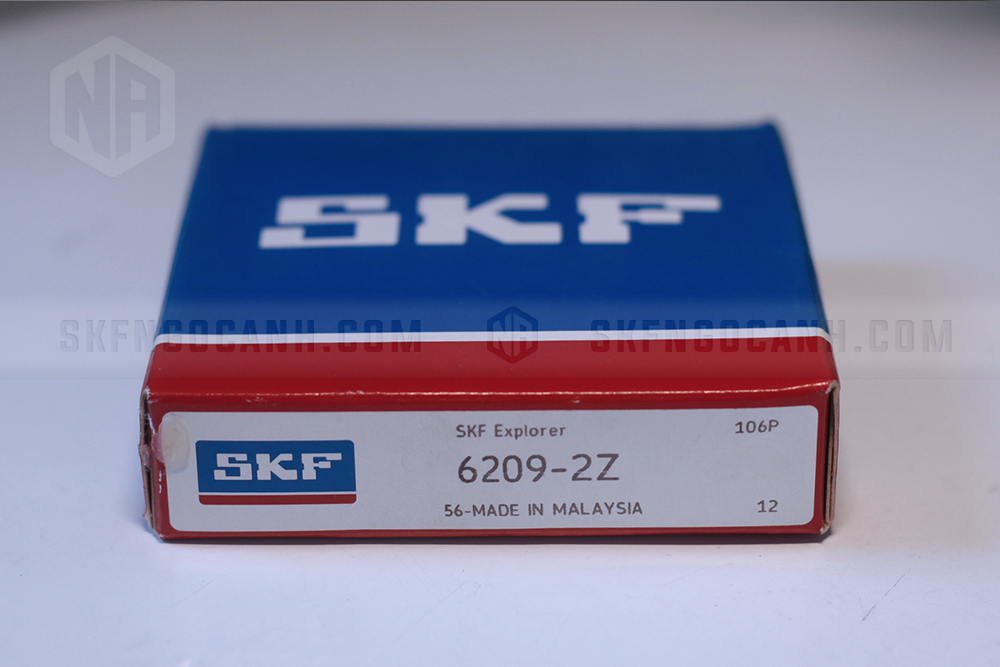 NA
SKF
SKFNGOCANH.COM NA SKFNGOCANH.COM
SKF Explorer 106P
SKF 6209-2Z
56-MADE IN MALAYSIA 12